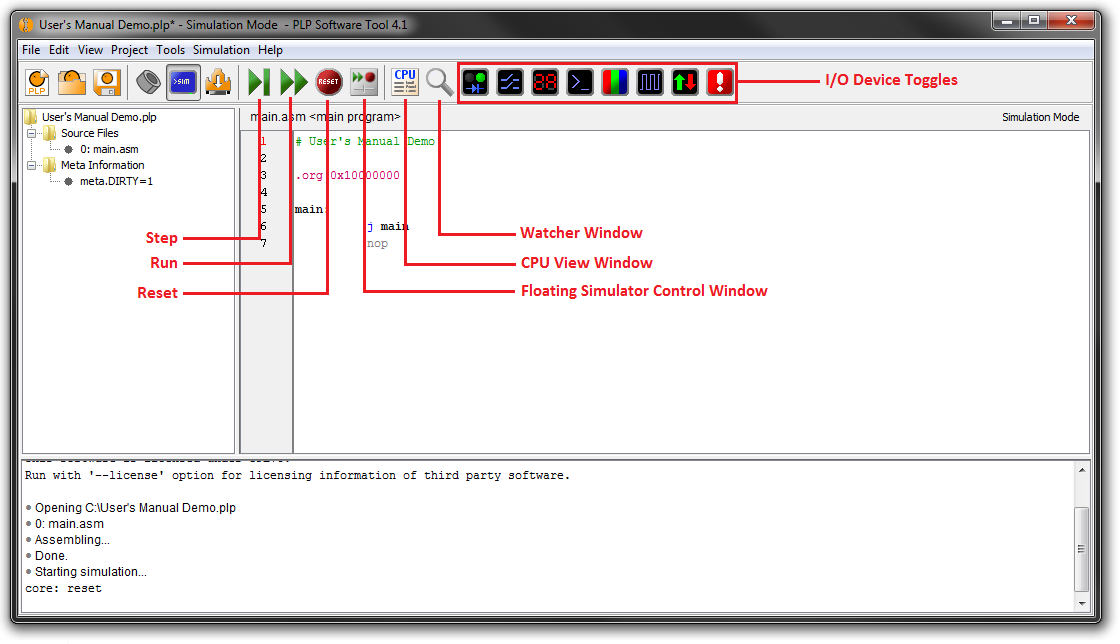 User's Manual Demo.plp* - Simulation Mode - PLP Software Tool 4.1
File Edit View Project Tools Simulation Help
PLP >SIM RESET CPU >_
I/O Device Toggles
User's Manual Demo.plp
Source Files
0: main.asm
Meta Information
meta.DIRTY=1
main.asm <main program>
Simulation Mode
1 # User's Manual Demo
2
3 .org 0x10000000
4
5 main:
6 j main
7 nop
Step
Run
Reset
Watcher Window
CPU View Window
Floating Simulator Control Window
Run with '--license' option for licensing information of third party software.
Opening C:\User's Manual Demo.plp
0: main.asm
Assembling...
Done.
Starting simulation...
core: reset